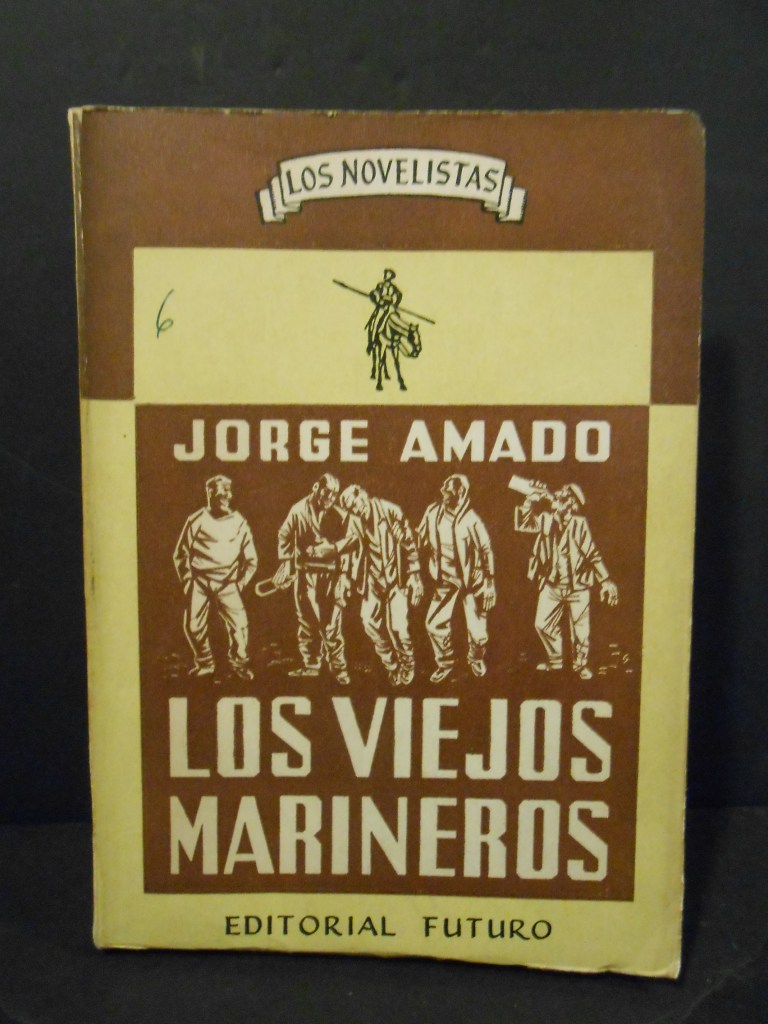 LOS NOVELISTAS
6
JORGE AMADO
LOS VIEJOS
MARINEROS
EDITORIAL FUTURO